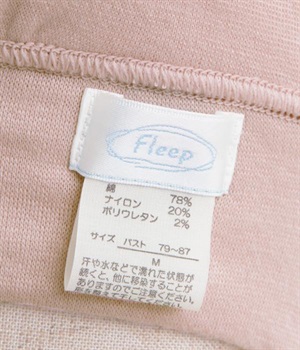 Fleep
綿 78%
ナイロン 20%
ポリウレタン 2%
サイズ バスト 79~87
M
汗や水などで濡れた状態が
続くと、他に移染することが
ありますのでご注意ください。